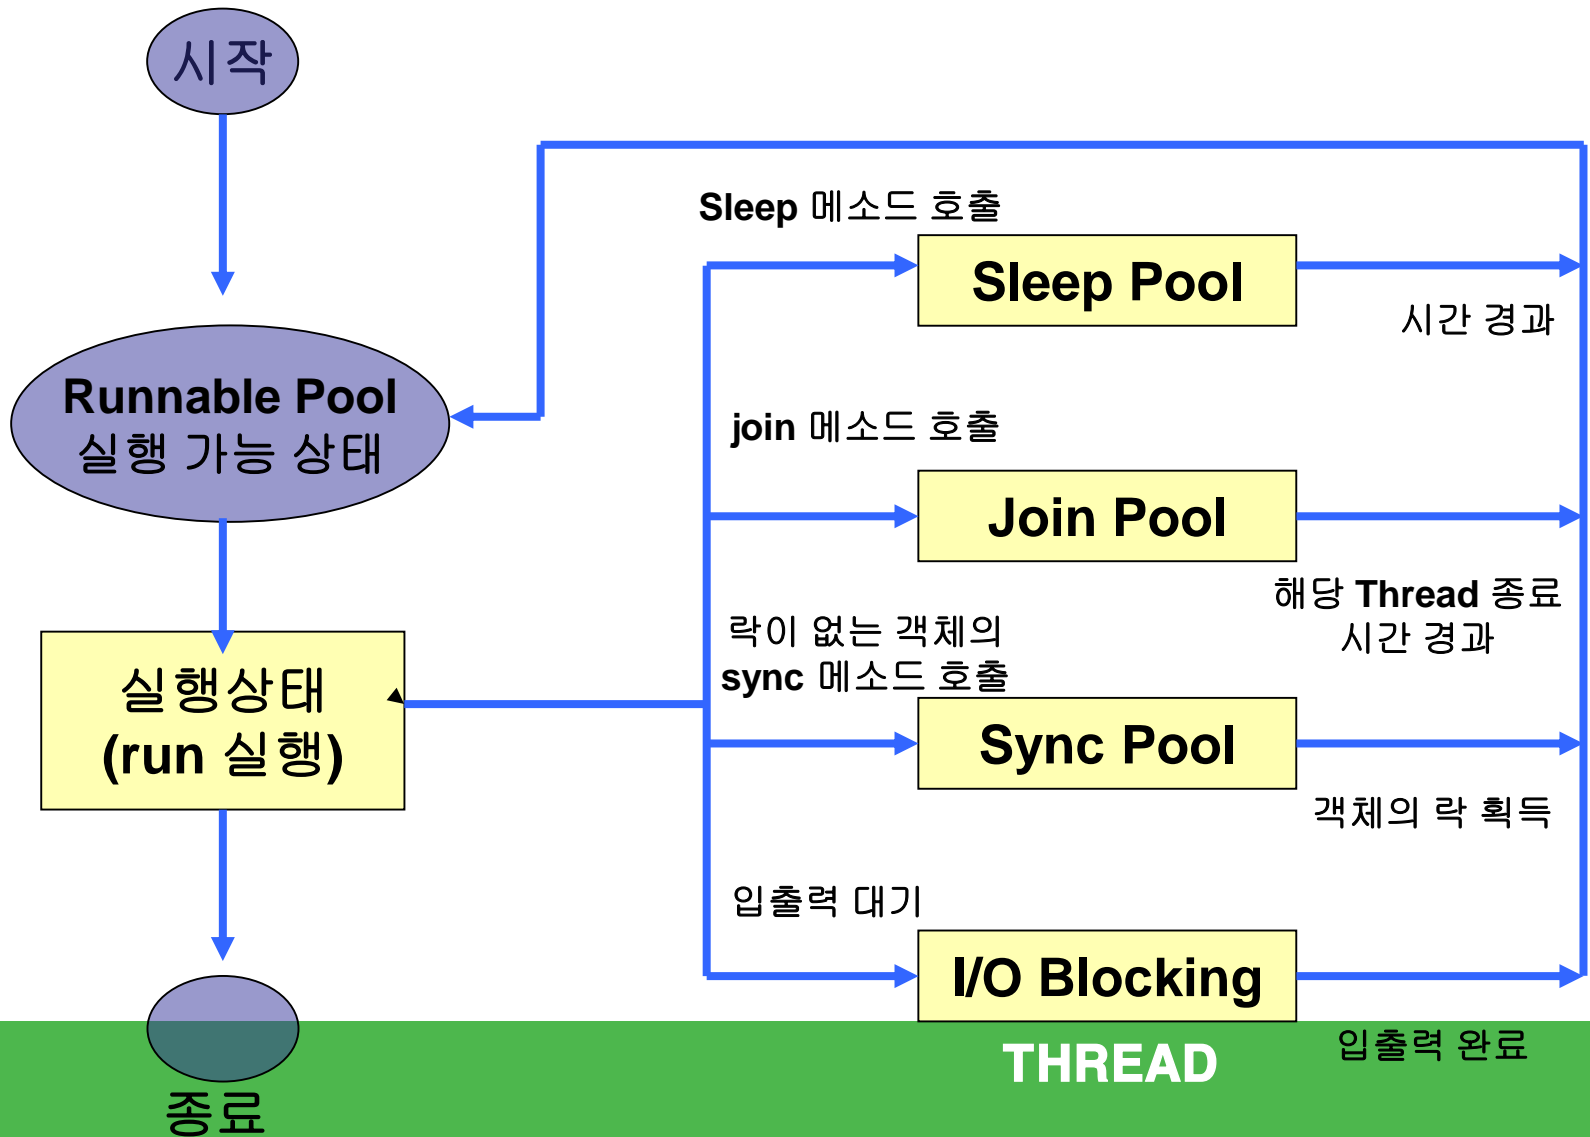 시작
Sleep 메소드 호출
Sleep Pool
시간 경과
Runnable Pool
실행 가능 상태
join 메소드 호출
Join Pool
해당 Thread 종료
시간 경과
락이 없는 객체의
sync 메소드 호출
실행상태
(run 실행)
Sync Pool
객체의 락 획득
입출력 대기
I/O Blocking
입출력 완료
THREAD
종료